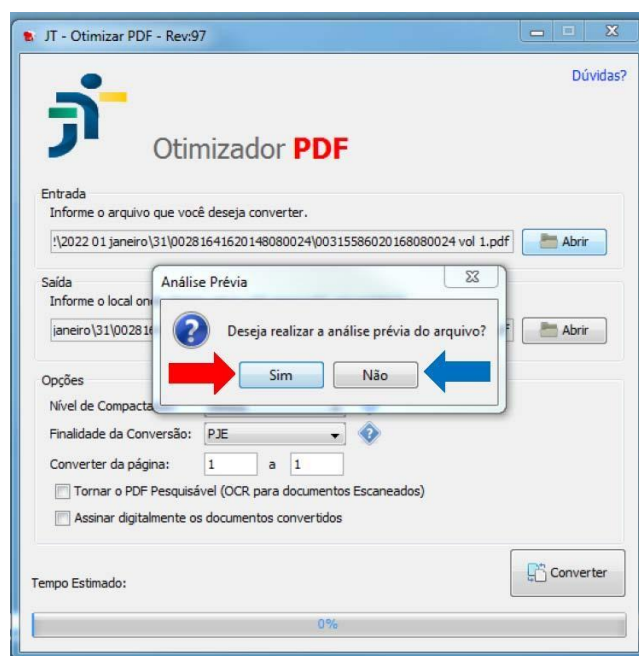 JT - Otimizar PDF - Rev:97
Dúvidas?
Otimizador PDF
Entrada
Informe o arquivo que você deseja converter.
:\2022 01 janeiro\31\00281641620148080024\00315586020168080024 vol 1.pdf
Abrir
Saída
Informe o local
janeiro\31\00281
Abrir
Análise Prévia
Deseja realizar a análise prévia do arquivo?
Sim
Não
Opções
Nível de Compacta
Finalidade da Conversão: PJE
Converter da página: 1 a 1
Tornar o PDF Pesquisável (OCR para documentos Escaneados)
Assinar digitalmente os documentos convertidos
Converter
Tempo Estimado:
0%